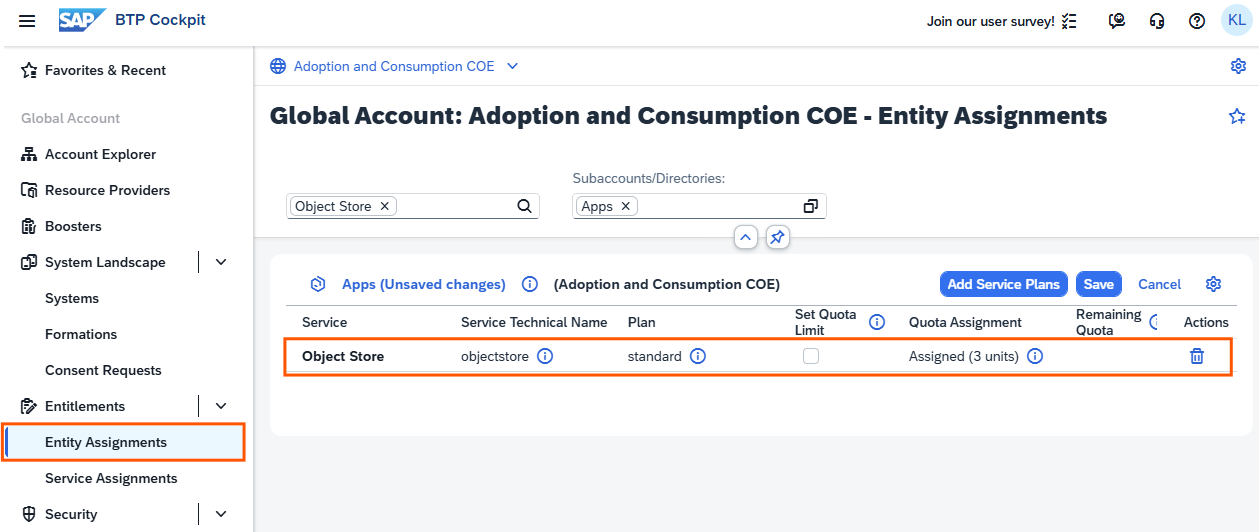 SAP BTP Cockpit
Join our user survey!
KL
Favorites & Recent
Global Account
Account Explorer
Resource Providers
Boosters
System Landscape
Systems
Formations
Consent Requests
Entitlements
Entity Assignments
Service Assignments
Security
Adoption and Consumption COE
Global Account: Adoption and Consumption COE - Entity Assignments
Subaccounts/Directories:
Object Store
Apps
Apps (Unsaved changes) (Adoption and Consumption COE) Add Service Plans Save Cancel
Service Service Technical Name Plan Set Quota Limit Quota Assignment Remaining Quota Actions
Object Store objectstore standard Assigned (3 units)